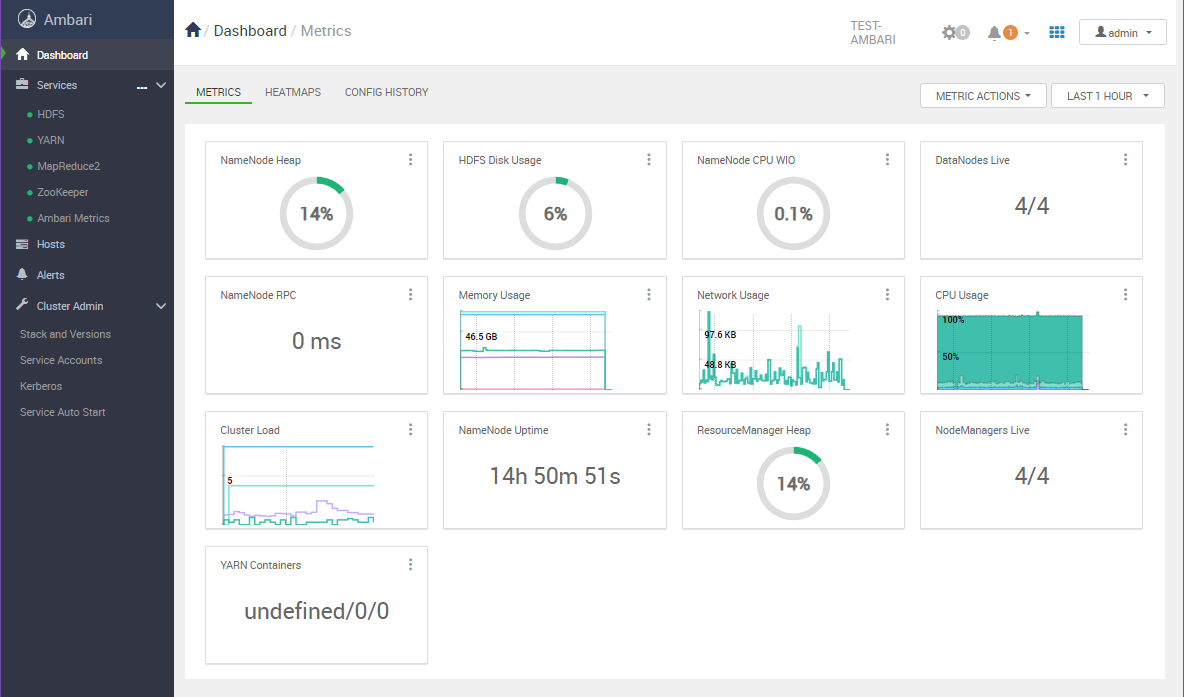 Ambari
Dashboard
Services ...
HDFS
YARN
MapReduce2
ZooKeeper
Ambari Metrics
Hosts
Alerts
Cluster Admin
Stack and Versions
Service Accounts
Kerberos
Service Auto Start
/ Dashboard / Metrics
TEST-
AMBARI
0
1
admin
METRICS HEATMAPS CONFIG HISTORY
METRIC ACTIONS LAST 1 HOUR
NameNode Heap
14%
HDFS Disk Usage
6%
NameNode CPU WIO
0.1%
DataNodes Live
4/4
NameNode RPC
0 ms
Memory Usage
46.5 GB
Network Usage
97.6 KB
48.8 KB
CPU Usage
100%
50%
Cluster Load
5
NameNode Uptime
14h 50m 51s
ResourceManager Heap
14%
NodeManagers Live
4/4
YARN Containers
undefined/0/0